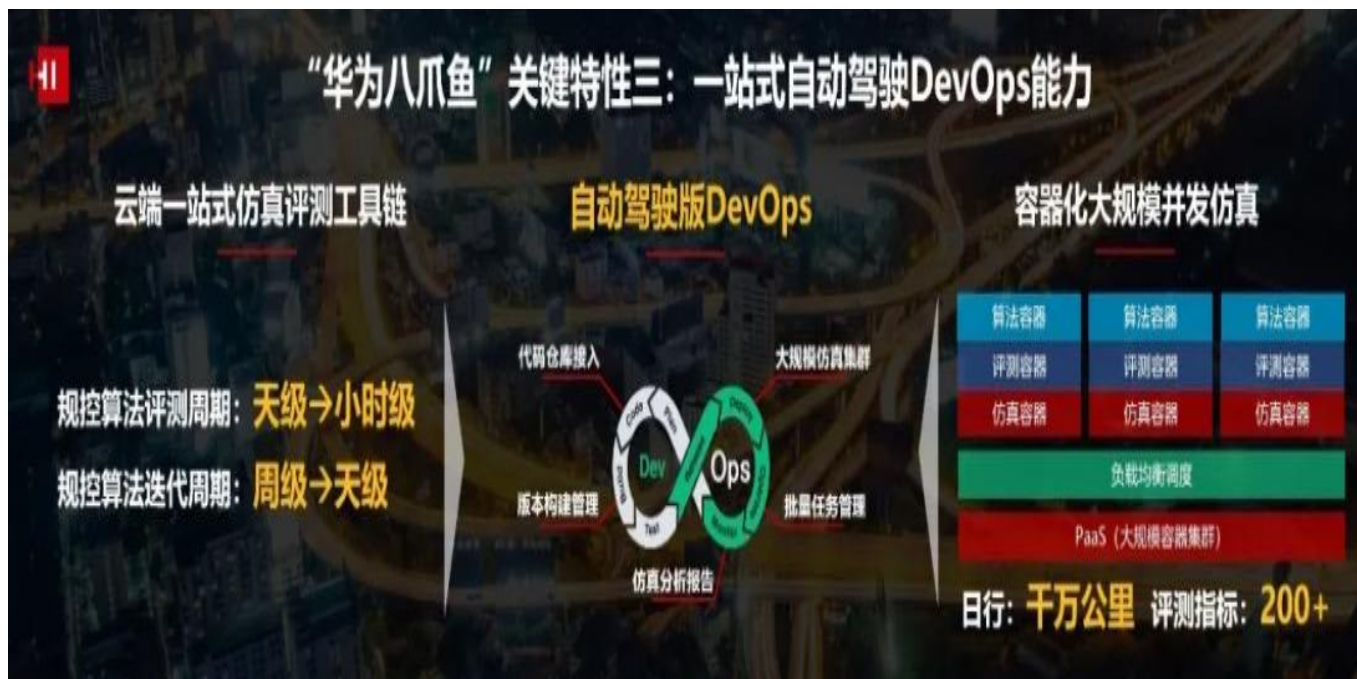 “华为八爪鱼”关键特性三：一站式自动驾驶DevOps能力
云端一站式仿真评测工具链
规控算法评测周期：天级→小时级
规控算法迭代周期：周级→天级
自动驾驶版DevOps
代码仓库接入
大规模仿真集群
Code
Plan
Build
Test
Dev
Release
Deploy
Operate
Monitor
Ops
版本构建管理
批量任务管理
仿真分析报告
容器化大规模并发仿真
算法容器 算法容器 算法容器
评测容器 评测容器 评测容器
仿真容器 仿真容器 仿真容器
负载均衡调度
PaaS（大规模容器集群）
日行：千万公里 评测指标：200+